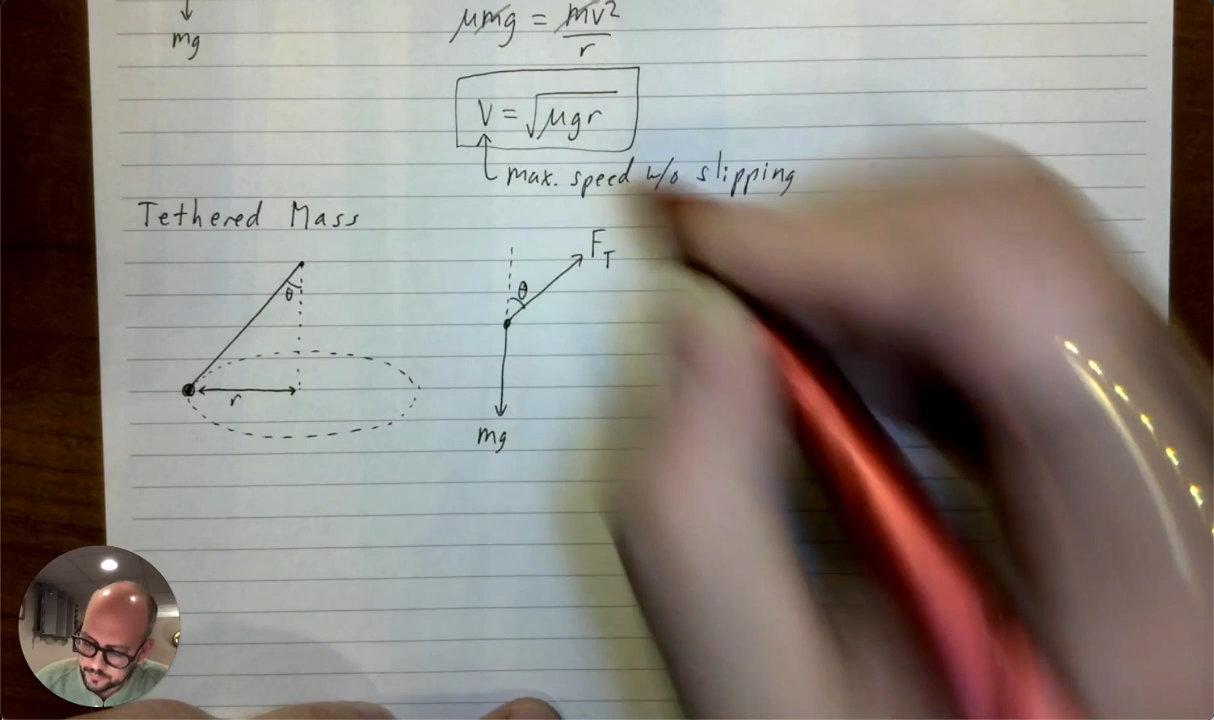 mg
μmg = mv²/r
V = √μgr
max. speed w/o slipping
Tethered Mass
θ
r
F_T
θ
mg